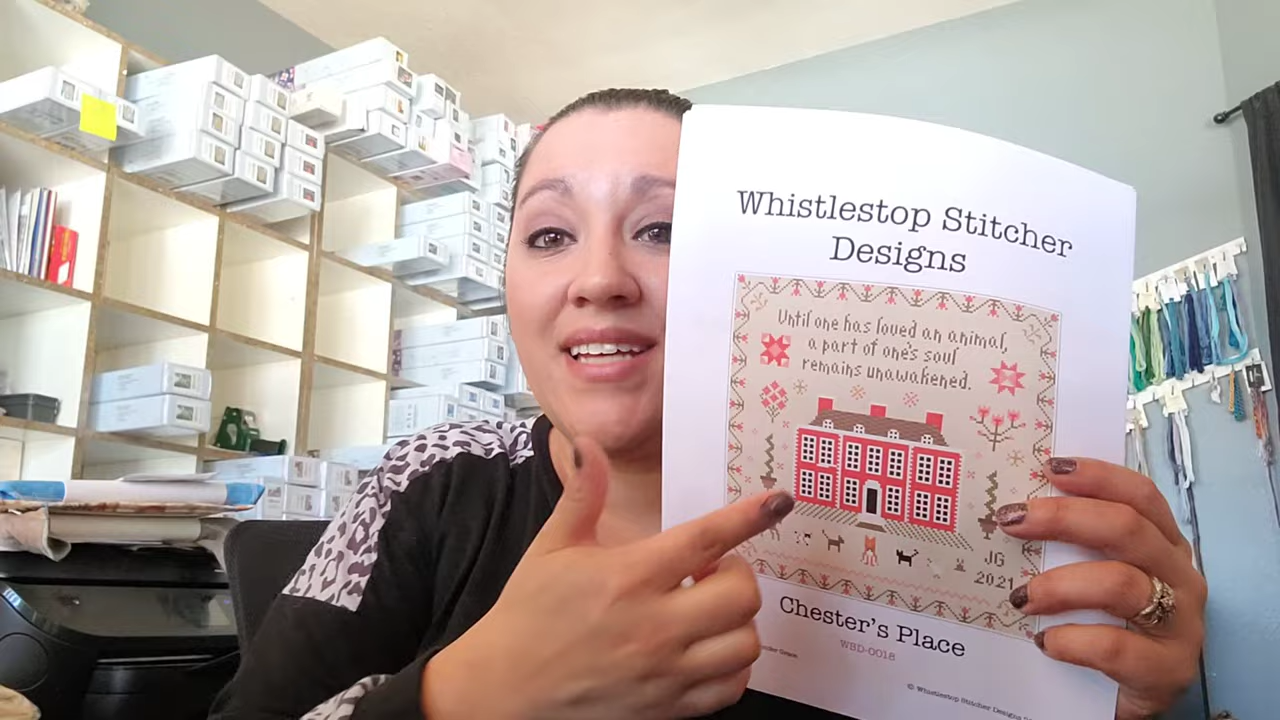 Whistlestop Stitcher
Designs
Until one has loved an animal,
a part of one's soul
remains unawakened.
JG
2021
Chester's Place
WSD-0018
Grace
© Whistlestop Stitcher Designs